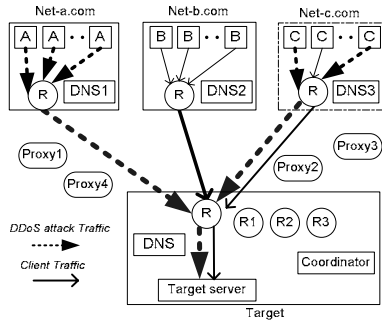 Net-a.com
Net-b.com
Net-c.com
A A • • A
B B • • B
C C • • C
R DNS1
R DNS2
R DNS3
Proxy1
Proxy4
Proxy2
Proxy3
DDoS attack Traffic
Client Traffic
R R1 R2 R3
DNS
Coordinator
Target server
Target